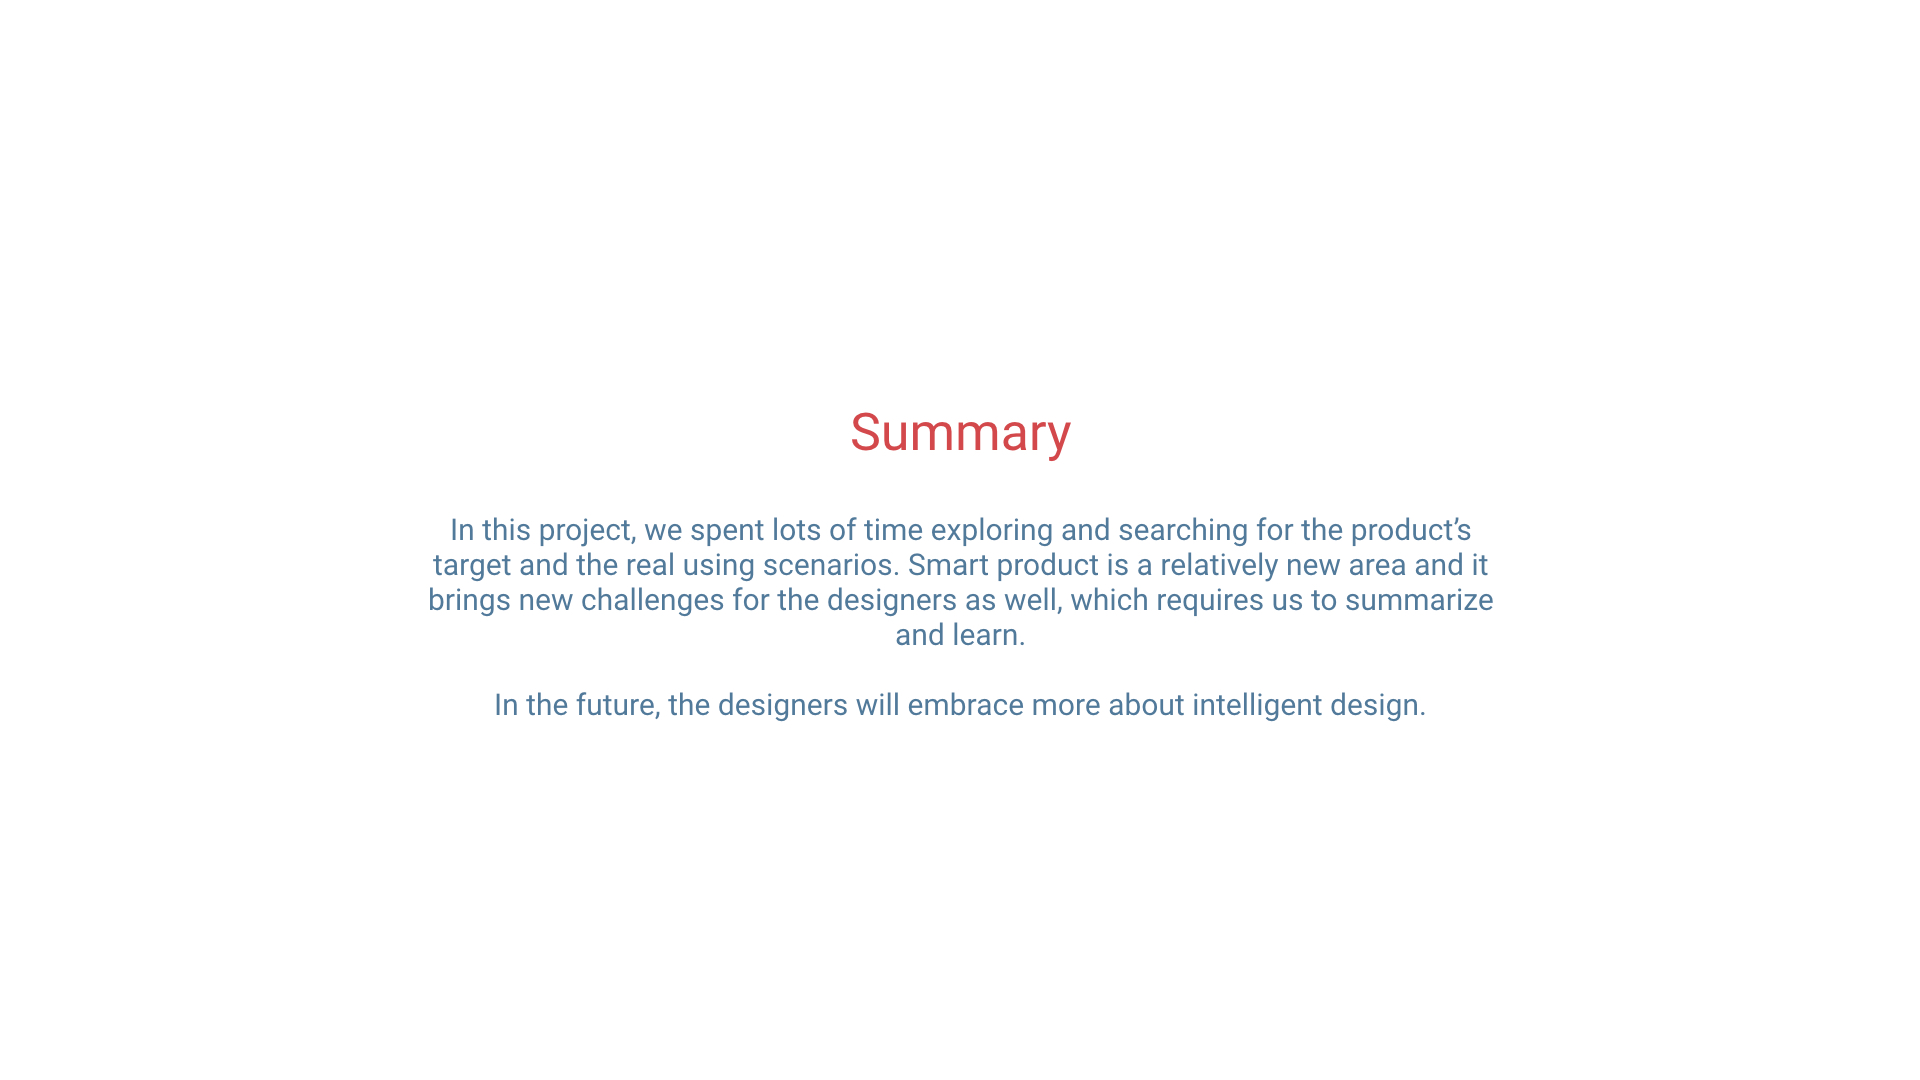 Summary
In this project, we spent lots of time exploring and searching for the product’s
target and the real using scenarios. Smart product is a relatively new area and it
brings new challenges for the designers as well, which requires us to summarize
and learn.
In the future, the designers will embrace more about intelligent design.